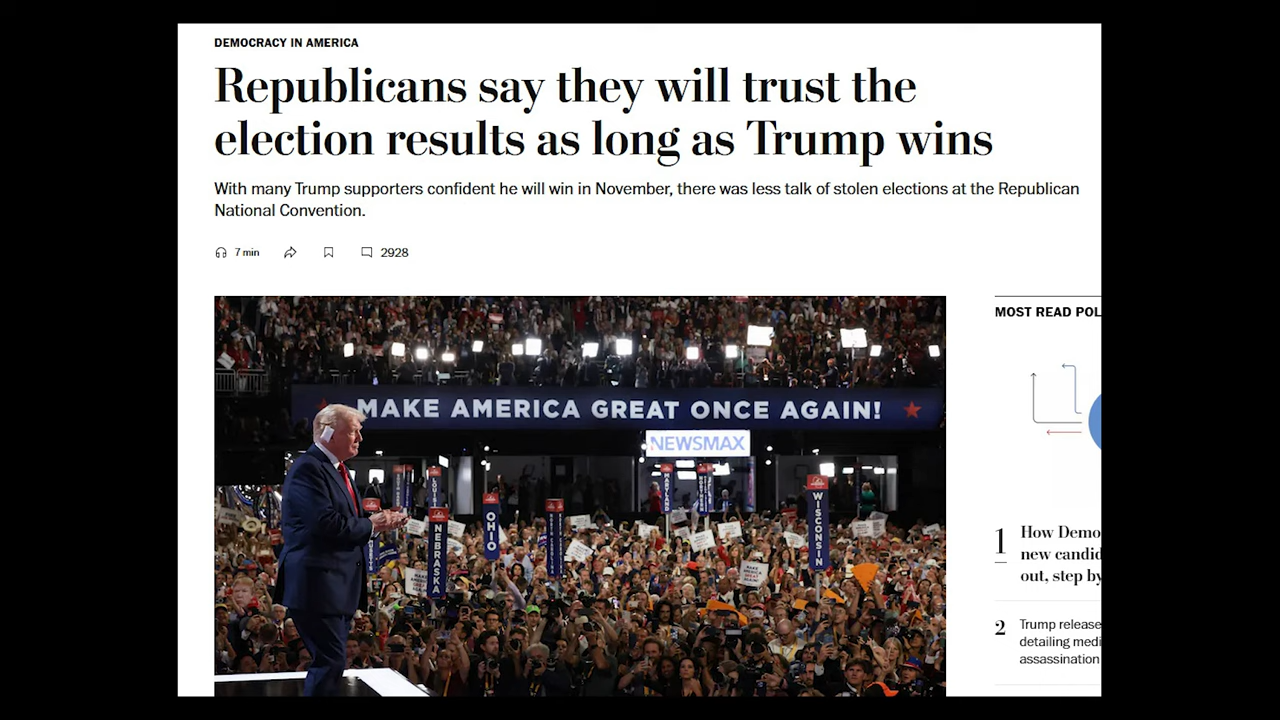 DEMOCRACY IN AMERICA
Republicans say they will trust the
election results as long as Trump wins
With many Trump supporters confident he will win in November, there was less talk of stolen elections at the Republican
National Convention.
7 min
2928
MOST READ POL
MAKE AMERICA GREAT ONCE AGAIN!
NEWSMAX
MARYLAND
OHIO
NEBRASKA
WISCONSIN
1
How Demo
new candid
out, step by
2
Trump release
detailing medi
assassination